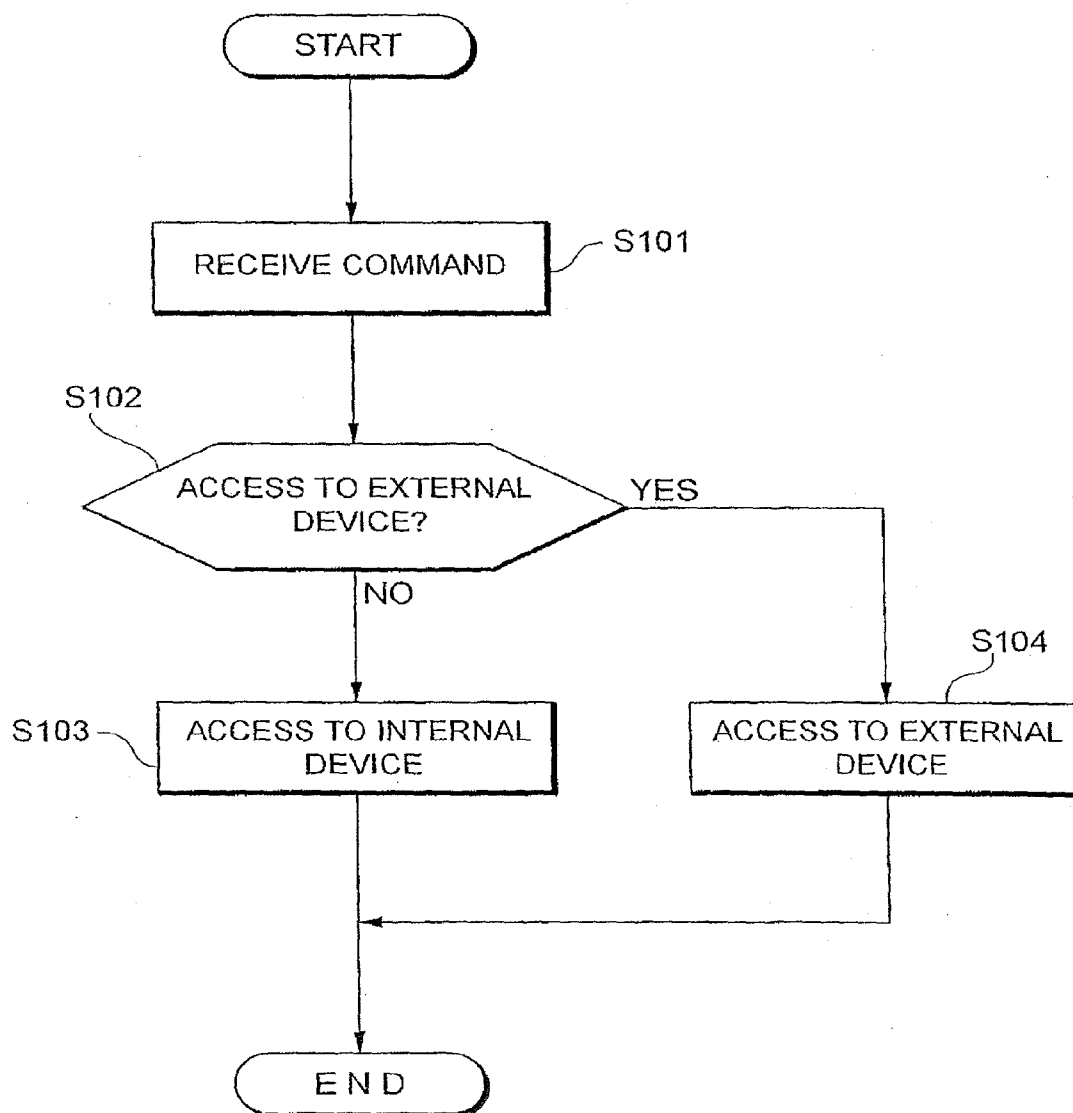 START
RECEIVE COMMAND
S101
S102
ACCESS TO EXTERNAL
DEVICE?
YES
NO
S104
S103
ACCESS TO INTERNAL
DEVICE
ACCESS TO EXTERNAL
DEVICE
END